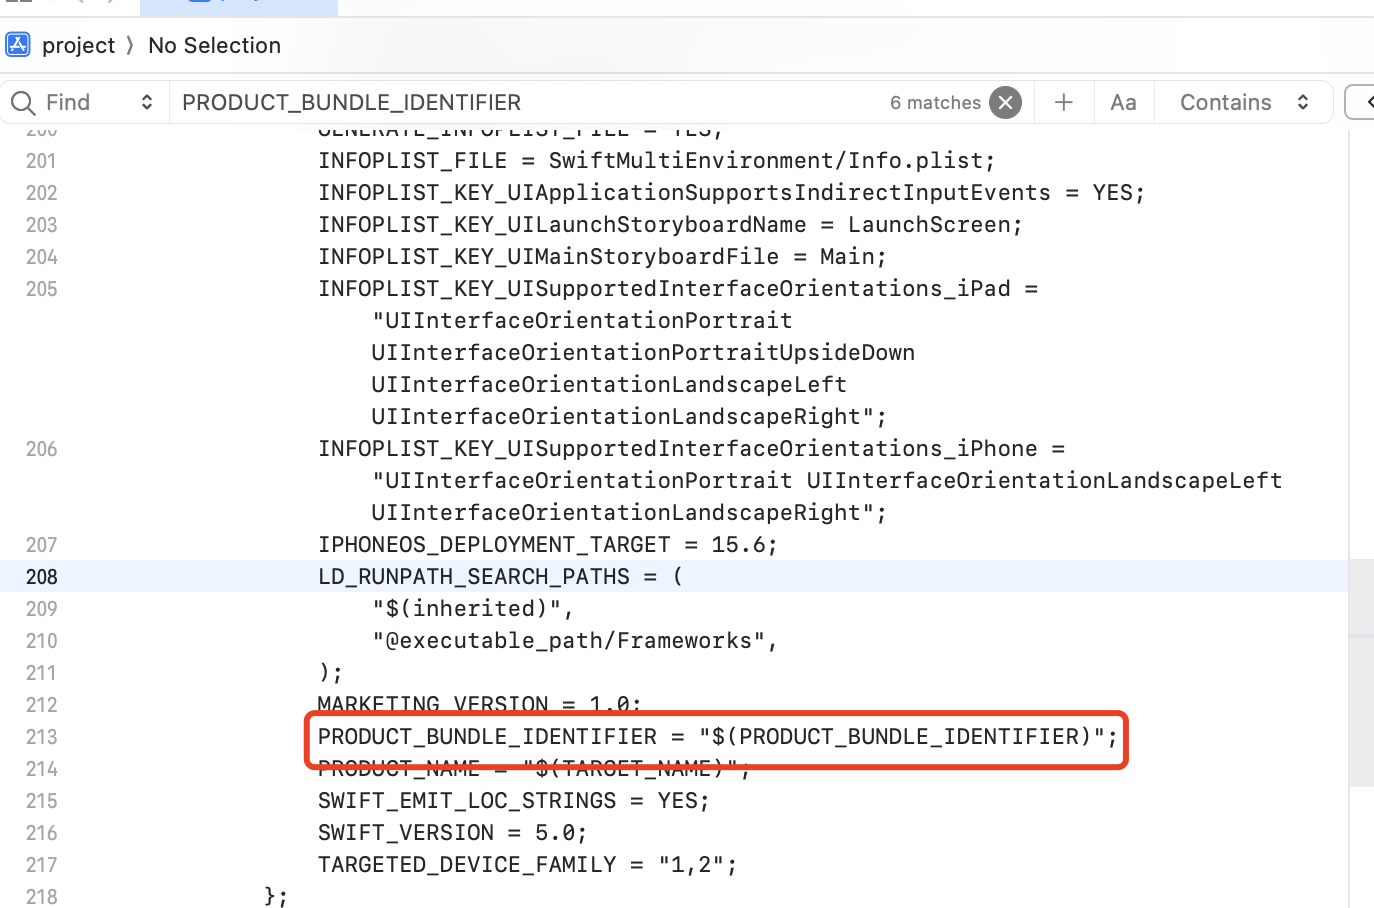 project 〉 No Selection
Find PRODUCT_BUNDLE_IDENTIFIER 6 matches + Aa Contains
200 GENERATE_INFOPLIST_FILE = YES;
201 INFOPLIST_FILE = SwiftMultiEnvironment/Info.plist;
202 INFOPLIST_KEY_UIApplicationSupportsIndirectInputEvents = YES;
203 INFOPLIST_KEY_UILaunchStoryboardName = LaunchScreen;
204 INFOPLIST_KEY_UIMainStoryboardFile = Main;
205 INFOPLIST_KEY_UISupportedInterfaceOrientations_iPad =
"UIInterfaceOrientationPortrait
UIInterfaceOrientationPortraitUpsideDown
UIInterfaceOrientationLandscapeLeft
UIInterfaceOrientationLandscapeRight";
206 INFOPLIST_KEY_UISupportedInterfaceOrientations_iPhone =
"UIInterfaceOrientationPortrait UIInterfaceOrientationLandscapeLeft
UIInterfaceOrientationLandscapeRight";
207 IPHONEOS_DEPLOYMENT_TARGET = 15.6;
208 LD_RUNPATH_SEARCH_PATHS = (
209 "$(inherited)",
210 "@executable_path/Frameworks",
211 );
212 MARKETING_VERSION = 1.0;
213 PRODUCT_BUNDLE_IDENTIFIER = "$(PRODUCT_BUNDLE_IDENTIFIER)";
214 PRODUCT_NAME = "$(TARGET_NAME)";
215 SWIFT_EMIT_LOC_STRINGS = YES;
216 SWIFT_VERSION = 5.0;
217 TARGETED_DEVICE_FAMILY = "1,2";
218 };